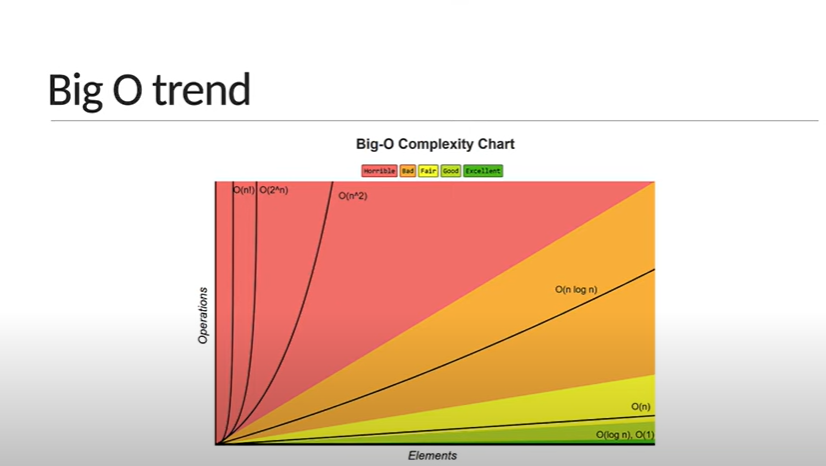 Big O trend
Big-O Complexity Chart
Horrible Bad Fair Good Excellent
O(n!) O(2^n)
O(n^2)
O(n log n)
O(n)
O(log n), O(1)
Operations
Elements